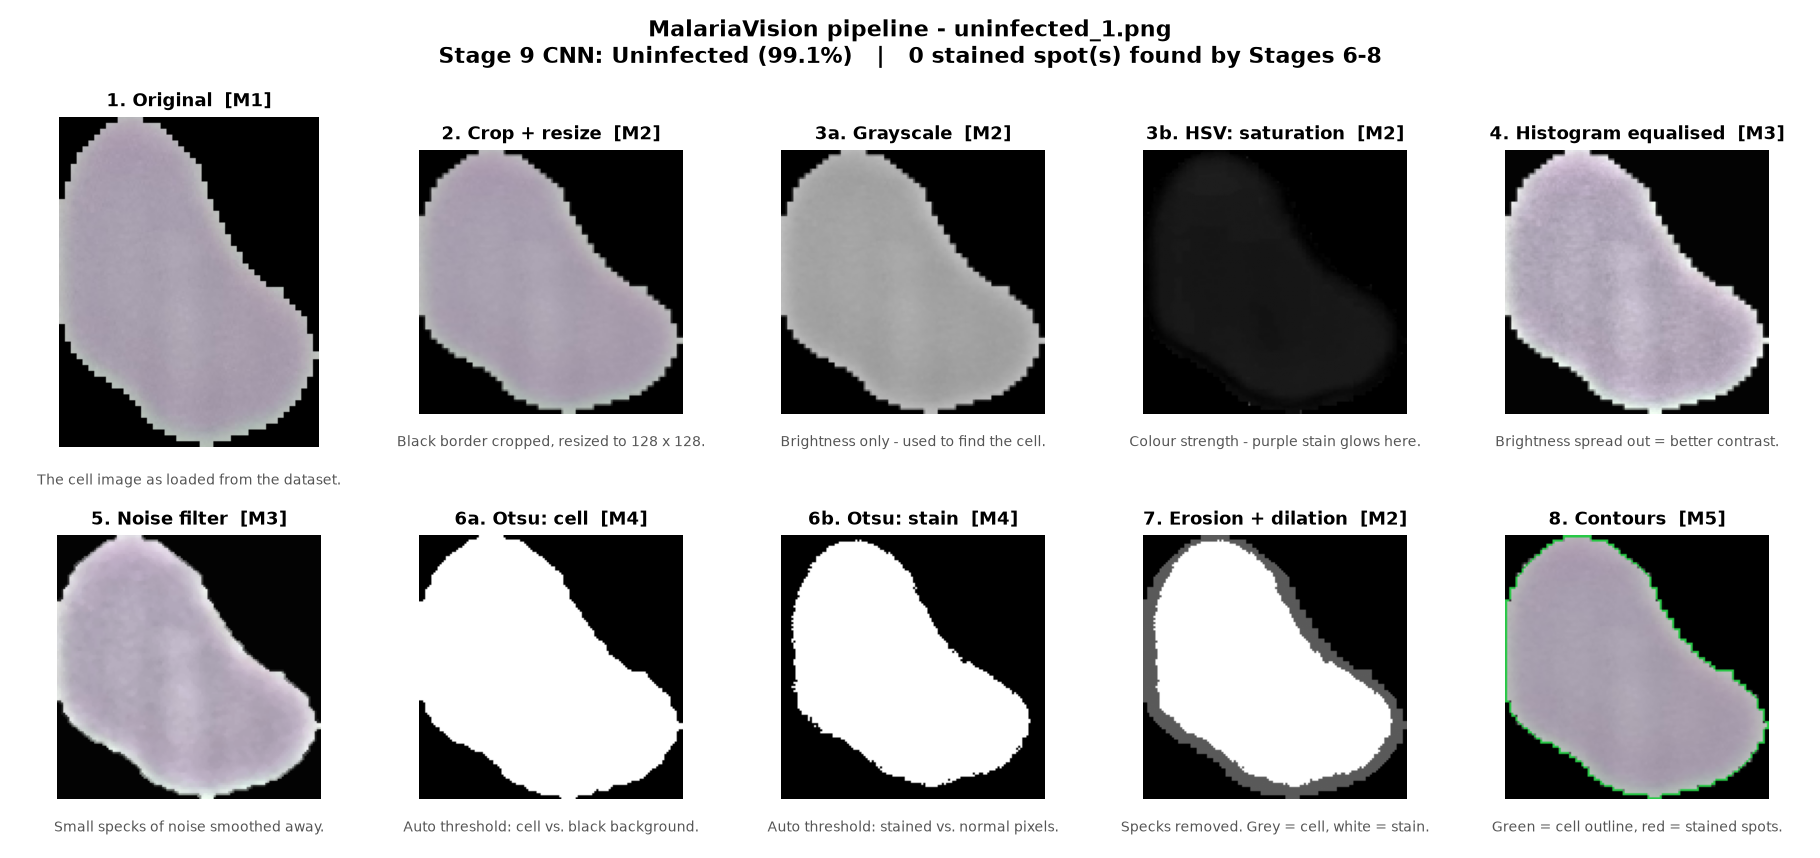 MalariaVision pipeline - uninfected_1.png
Stage 9 CNN: Uninfected (99.1%)   |   0 stained spot(s) found by Stages 6-8
1. Original  [M1]
2. Crop + resize  [M2]
3a. Grayscale  [M2]
3b. HSV: saturation  [M2]
4. Histogram equalised  [M3]
The cell image as loaded from the dataset.
Black border cropped, resized to 128 x 128.
Brightness only - used to find the cell.
Colour strength - purple stain glows here.
Brightness spread out = better contrast.
5. Noise filter  [M3]
6a. Otsu: cell  [M4]
6b. Otsu: stain  [M4]
7. Erosion + dilation  [M2]
8. Contours  [M5]
Small specks of noise smoothed away.
Auto threshold: cell vs. black background.
Auto threshold: stained vs. normal pixels.
Specks removed. Grey = cell, white = stain.
Green = cell outline, red = stained spots.